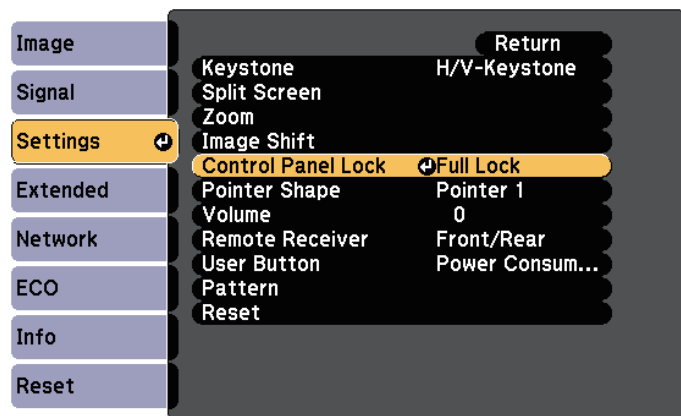 Image
Signal
Settings
Extended
Network
ECO
Info
Reset
Return
Keystone H/V-Keystone
Split Screen
Zoom
Image Shift
Control Panel Lock Full Lock
Pointer Shape Pointer 1
Volume 0
Remote Receiver Front/Rear
User Button Power Consum...
Pattern
Reset